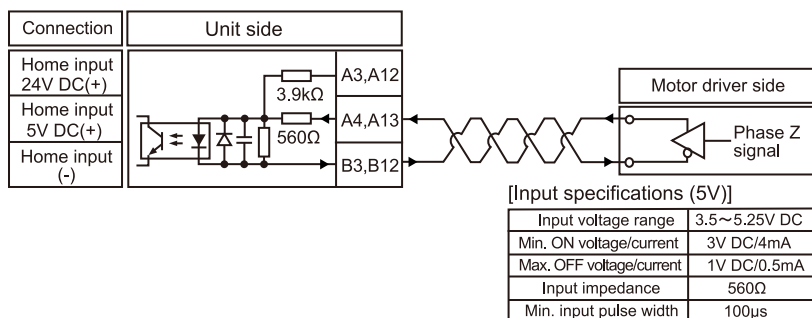 Connection Unit side
Home input
24V DC(+)
A3,A12
3.9kΩ
Motor driver side
Home input
5V DC(+)
A4,A13
560Ω
Phase Z
signal
Home input
(-)
B3,B12
[Input specifications (5V)]
Input voltage range 3.5～5.25V DC
Min. ON voltage/current 3V DC/4mA
Max. OFF voltage/current 1V DC/0.5mA
Input impedance 560Ω
Min. input pulse width 100μs